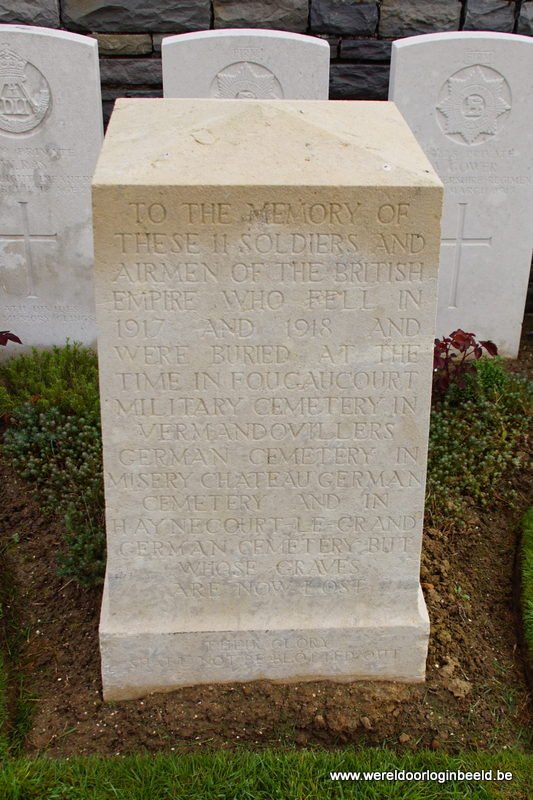 TO THE MEMORY OF
THESE 11 SOLDIERS AND
AIRMEN OF THE BRITISH
EMPIRE WHO FELL IN
1917 AND 1918 AND
WERE BURIED AT THE
TIME IN FOUGAUCOURT
MILITARY CEMETERY IN
VERMANDOVILLERS
GERMAN CEMETERY IN
MISERY CHATEAU GERMAN
CEMETERY AND IN
HAYNECOURT-LE-GRAND
GERMAN CEMETERY BUT
WHOSE GRAVES
ARE NOW LOST
THEIR GLORY
SHALL NOT BE BLOTTED OUT
www.wereldoorloginbeeld.be